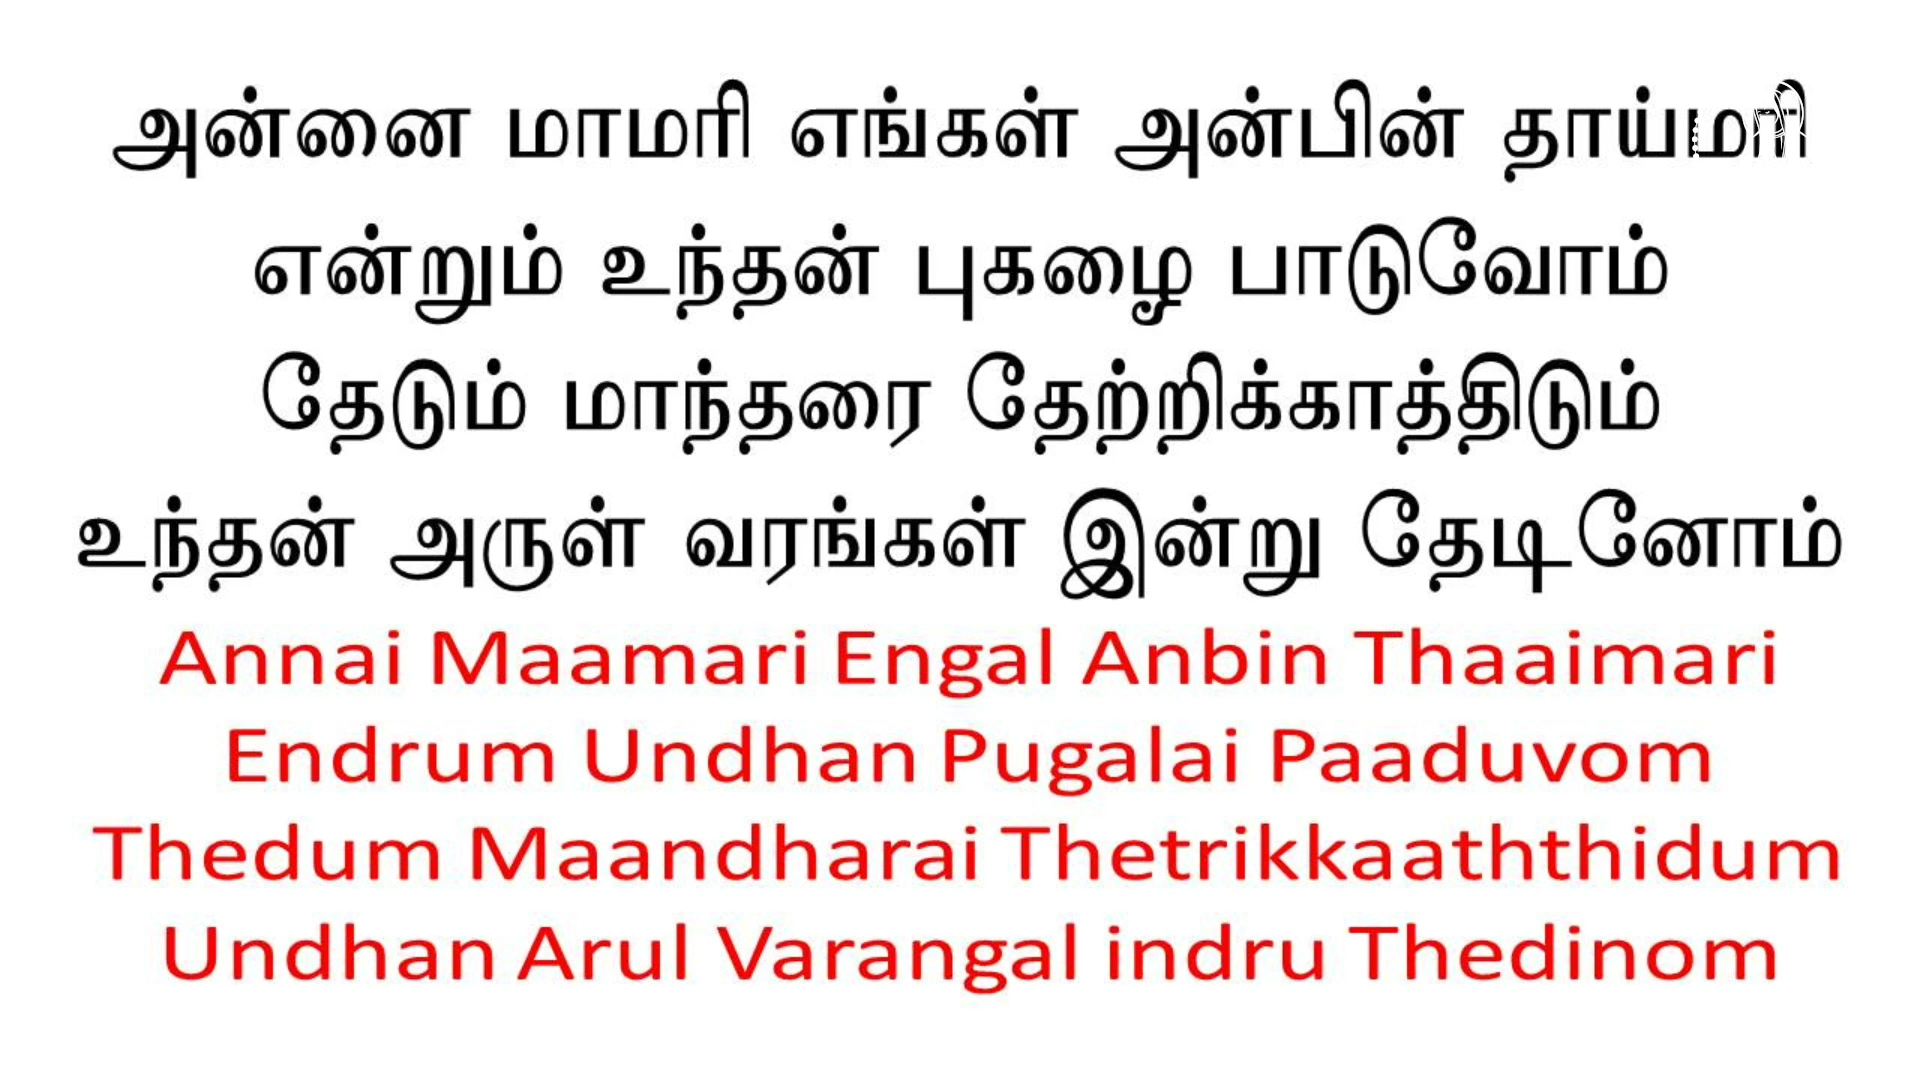 அன்னை மாமரி எங்கள் அன்பின் தாய்மரி
என்றும் உந்தன் புகழை பாடுவோம்
தேடும் மாந்தரை தேற்றிக்காத்திடும்
உந்தன் அருள் வரங்கள் இன்று தேடினோம்
Annai Maamari Engal Anbin Thaaimari
Endrum Undhan Pugalai Paaduvom
Thedum Maandharai Thetrikkaaththidum
Undhan Arul Varangal indru Thedinom